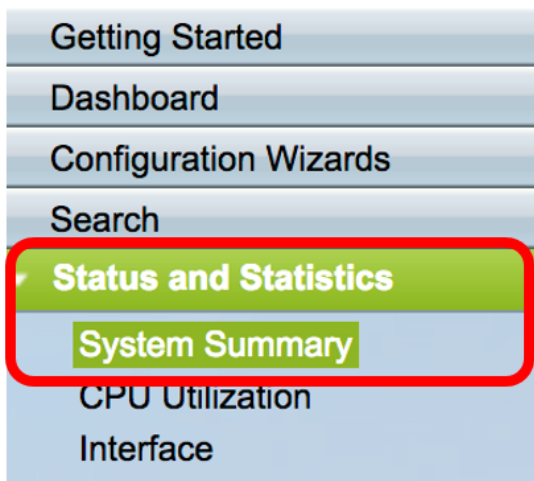 Getting Started
Dashboard
Configuration Wizards
Search
Status and Statistics
System Summary
CPU Utilization
Interface